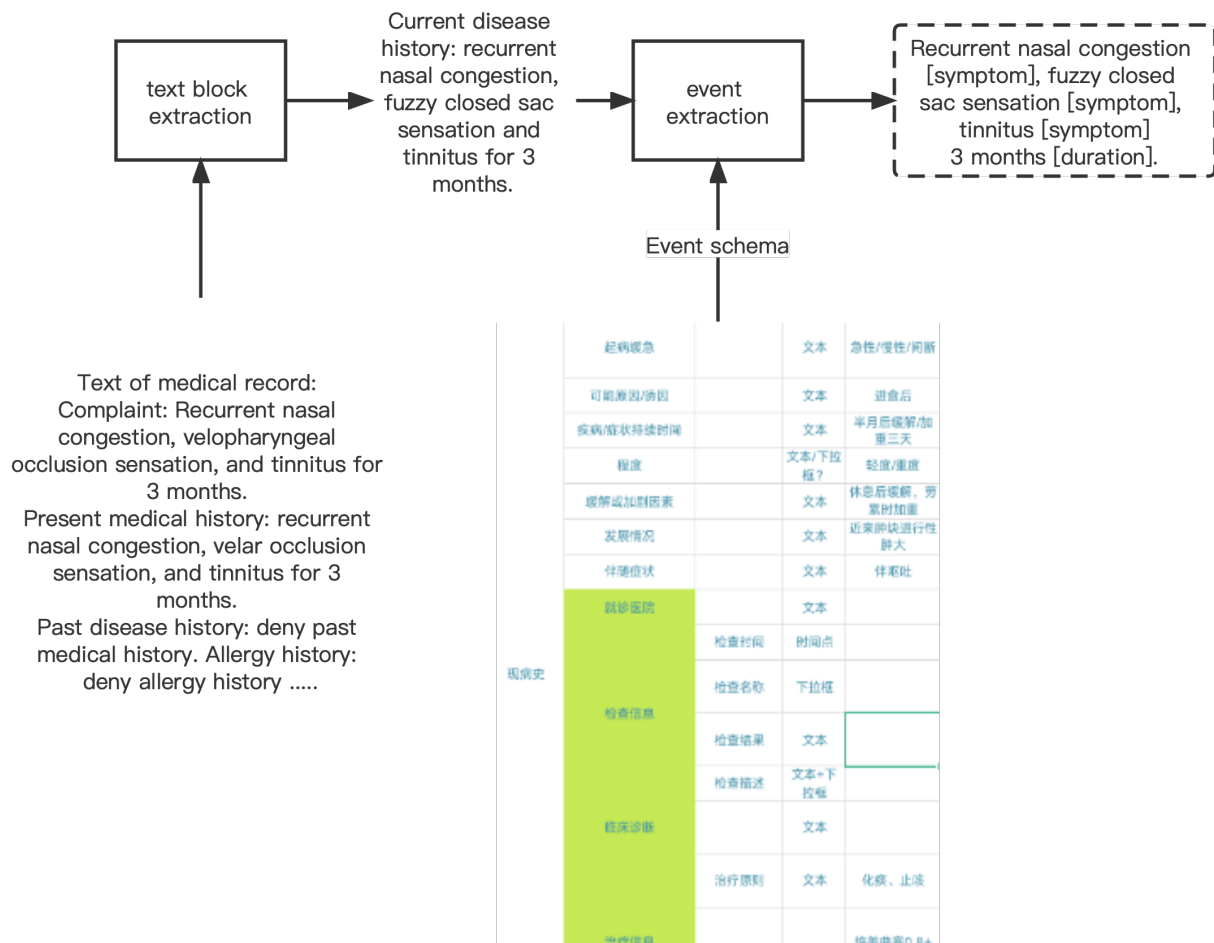 text block
extraction
Current disease
history: recurrent
nasal congestion,
fuzzy closed sac
sensation and
tinnitus for 3
months.
event
extraction
Recurrent nasal congestion
[symptom], fuzzy closed
sac sensation [symptom],
tinnitus [symptom]
3 months [duration].
Event schema
Text of medical record:
Complaint: Recurrent nasal
congestion, velopharyngeal
occlusion sensation, and tinnitus for
3 months.
Present medical history: recurrent
nasal congestion, velar occlusion
sensation, and tinnitus for 3
months.
Past disease history: deny past
medical history. Allergy history:
deny allergy history .....
现病史
起病缓急 文本 急性/慢性/间断
可能原因/诱因 文本 进食后
疾病/症状持续时间 文本 半月后缓解/加
重三天
程度 文本/下拉 轻度/重度
框？
缓解或加剧因素 文本 休息后缓解、劳
累时加重
发展情况 文本 近来肿块进行性
肿大
伴随症状 文本 伴呕吐
就诊医院 文本
检查信息
检查时间 时间点
检查名称 下拉框
检查结果 文本
检查描述 文本+下
拉框
临床诊断 文本
治疗原则 文本 化痰、止咳
治疗信息